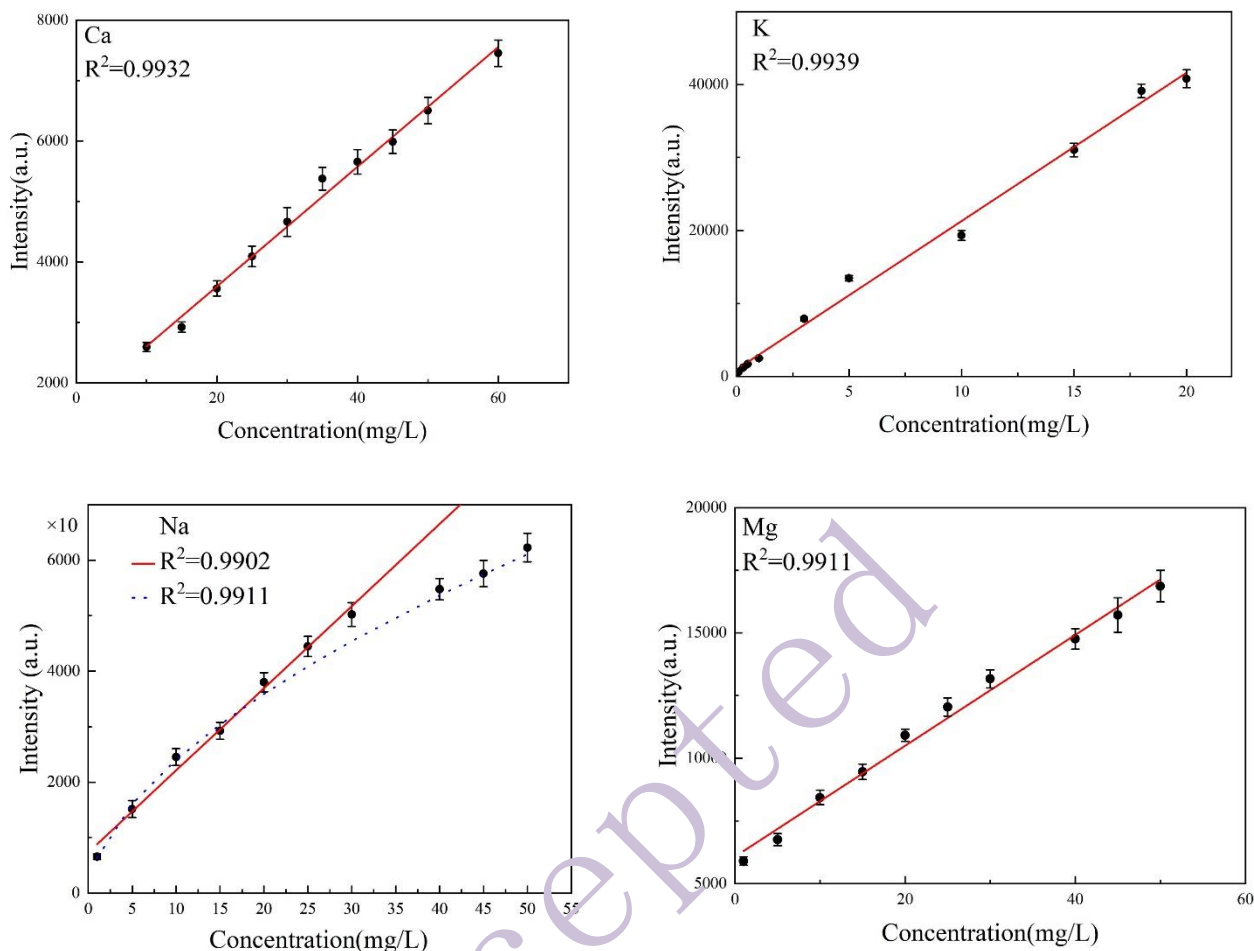 Ca
R²=0.9932
8000
6000
4000
2000
0
20
40
60
Intensity(a.u.)
Concentration(mg/L)
K
R²=0.9939
40000
20000
0
0
5
10
15
20
Intensity(a.u.)
Concentration(mg/L)
×10
Na
R²=0.9902
R²=0.9911
6000
4000
2000
0
0
5
10
15
20
25
30
35
40
45
50
55
Intensity (a.u.)
Concentration(mg/L)
Mg
R²=0.9911
20000
15000
10000
5000
0
20
40
60
Intensity(a.u.)
Concentration(mg/L)
epted